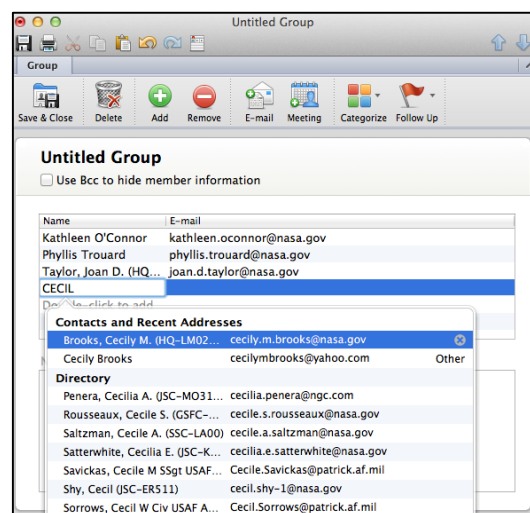 Untitled Group
Group
Save & Close Delete Add Remove E-mail Meeting Categorize Follow Up
Untitled Group
Use Bcc to hide member information
Name E-mail
Kathleen O'Connor kathleen.oconnor@nasa.gov
Phyllis Trouard phyllis.trouard@nasa.gov
Taylor, Joan D. (HQ... joan.d.taylor@nasa.gov
CECIL
Contacts and Recent Addresses
Brooks, Cecily M. (HQ-LM02... cecily.m.brooks@nasa.gov
Cecily Brooks cecilymbrooks@yahoo.com Other
Directory
Penera, Cecilia A. (JSC-MO31... cecilia.penera@ngc.com
Rousseaux, Cecile S. (GSFC-... cecile.s.rousseaux@nasa.gov
Saltzman, Cecile A. (SSC-LA00) cecile.a.saltzman@nasa.gov
Satterwhite, Cecilia E. (JSC-K... cecilia.e.satterwhite@nasa.gov
Savickas, Cecile M SSgt USAF... Cecile.Savickas@patrick.af.mil
Shy, Cecil (JSC-ER511) cecil.shy-1@nasa.gov
Sorrows, Cecil W Civ USAF A... Cecil.Sorrows@patrick.af.mil